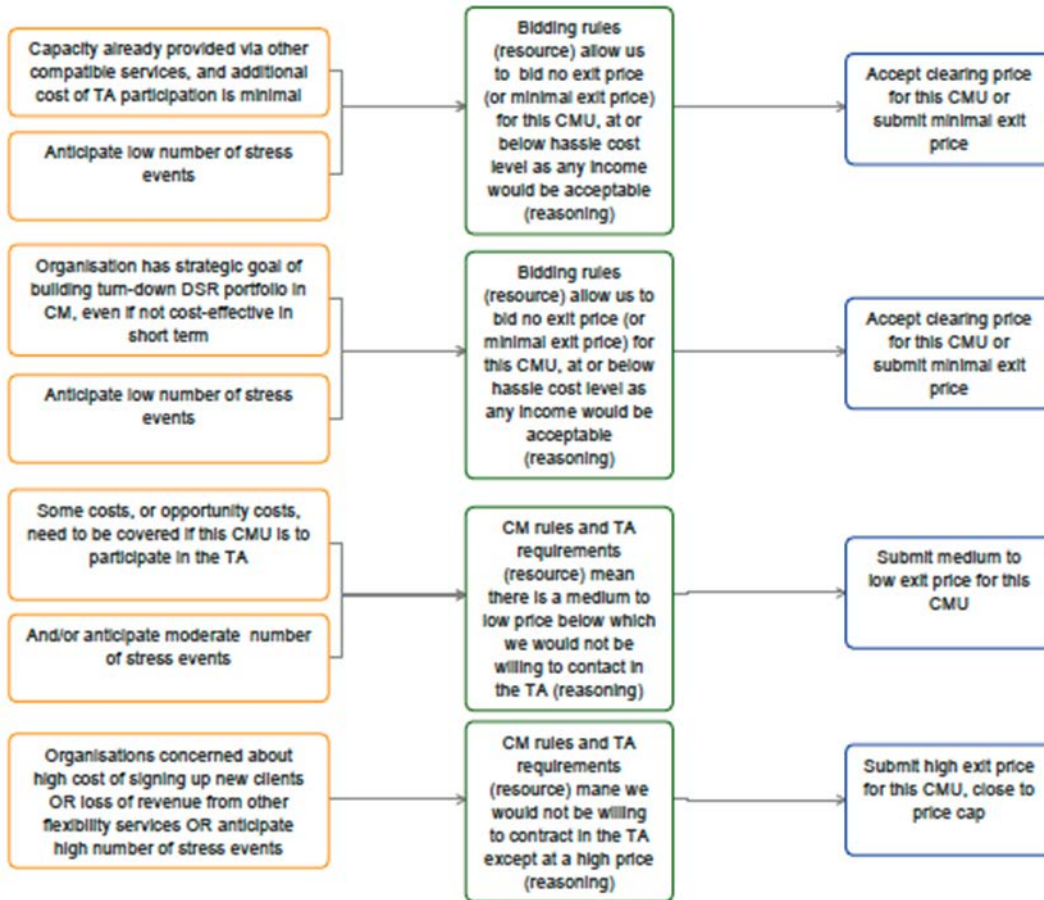 Capacity already provided via other
compatible services, and additional
cost of TA participation is minimal
Anticipate low number of stress
events
Bidding rules
(resource) allow us
to bid no exit price
(or minimal exit price)
for this CMU, at or
below hassle cost
level as any income
would be acceptable
(reasoning)
Accept clearing price
for this CMU or
submit minimal exit
price
Organisation has strategic goal of
building turn-down DSR portfolio in
CM, even if not cost-effective in
short term
Anticipate low number of stress
events
Bidding rules
(resource) allow us to
bid no exit price (or
minimal exit price) for
this CMU, at or below
hassle cost level as
any income would be
acceptable
(reasoning)
Accept clearing price
for this CMU or
submit minimal exit
price
Some costs, or opportunity costs,
need to be covered if this CMU is to
participate in the TA
And/or anticipate moderate number
of stress events
CM rules and TA
requirements
(resource) mean
there is a medium to
low price below which
we would not be
willing to contact in
the TA (reasoning)
Submit medium to
low exit price for this
CMU
Organisations concerned about
high cost of signing up new clients
OR loss of revenue from other
flexibility services OR anticipate
high number of stress events
CM rules and TA
requirements
(resource) mane we
would not be willing
to contract in the TA
except at a high price
(reasoning)
Submit high exit price
for this CMU, close to
price cap